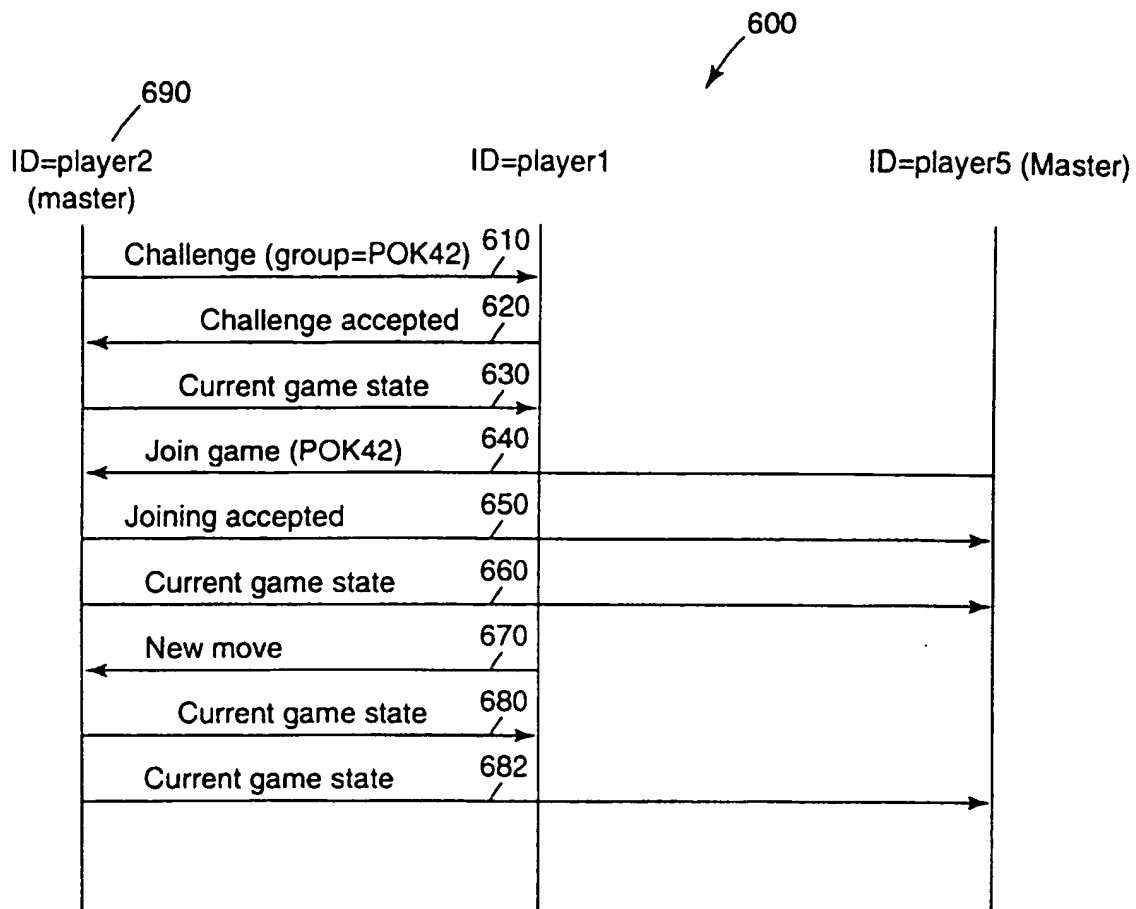 600
690
ID=player2
(master)
ID=player1
ID=player5 (Master)
Challenge (group=POK42)
610
Challenge accepted
620
Current game state
630
Join game (POK42)
640
Joining accepted
650
Current game state
660
New move
670
Current game state
680
Current game state
682